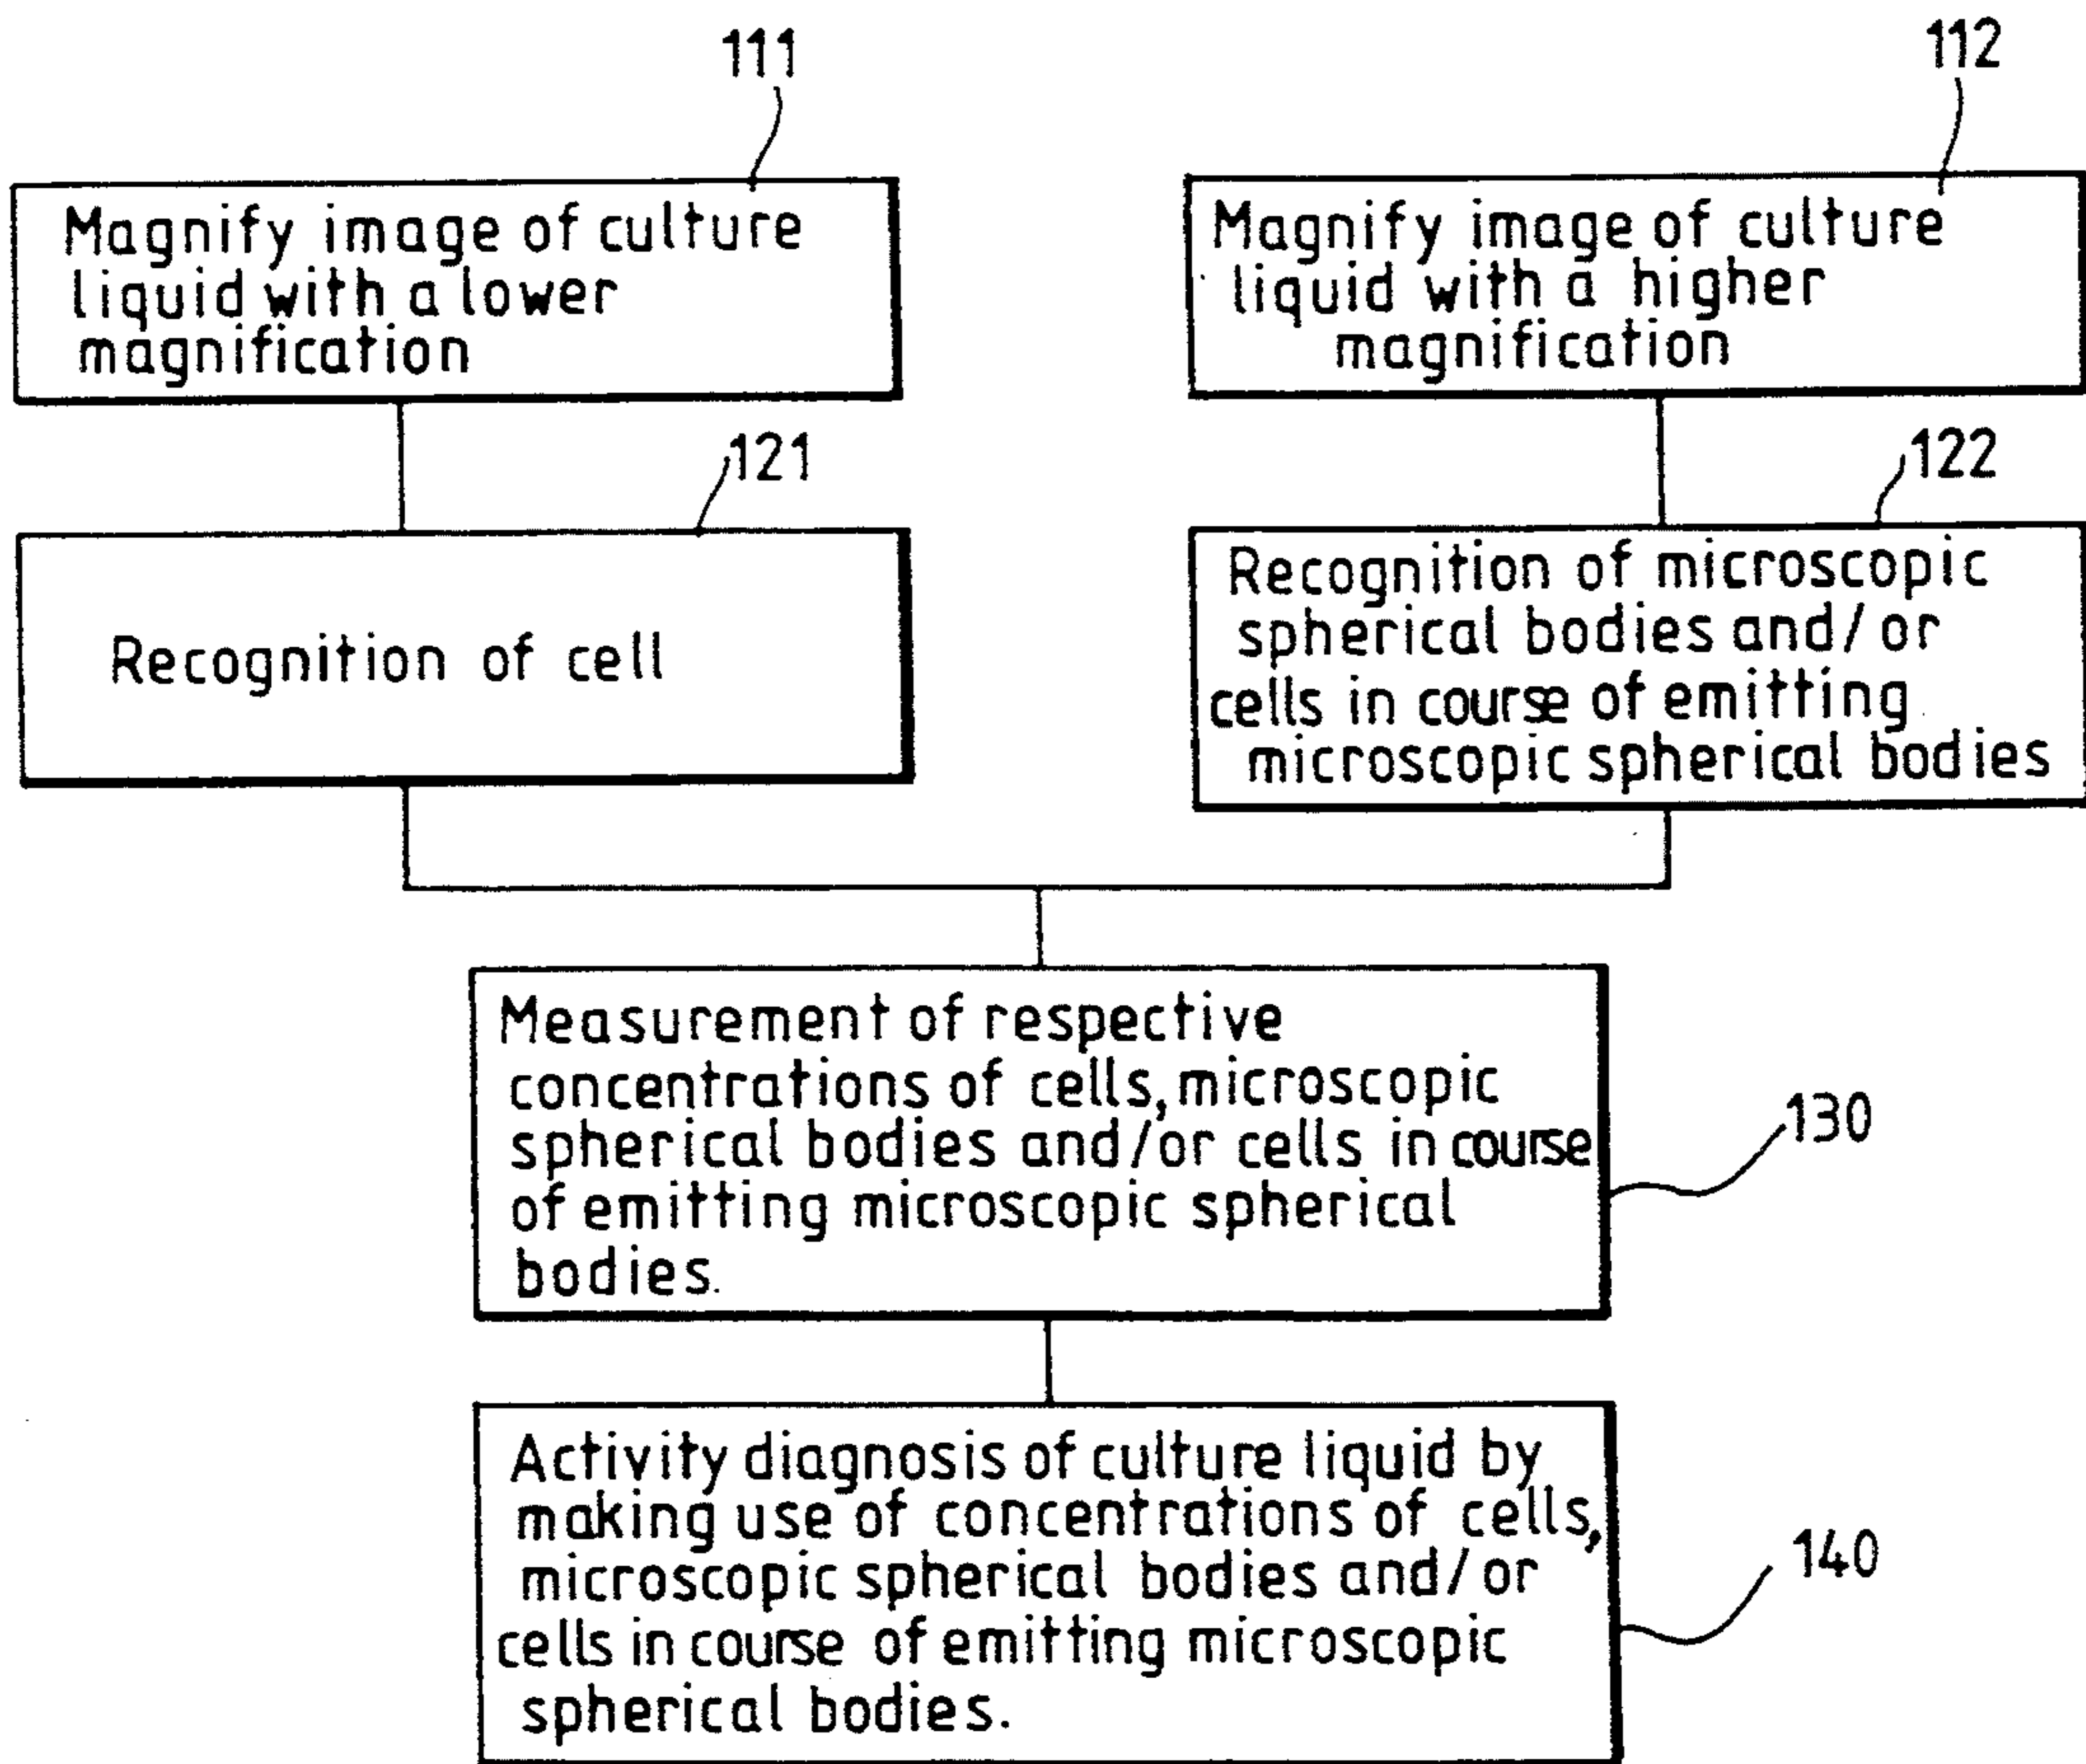 111
112
Magnify image of culture
liquid with a lower
magnification
Magnify image of culture
liquid with a higher
magnification
121
122
Recognition of cell
Recognition of microscopic
spherical bodies and/or
cells in course of emitting
microscopic spherical bodies
Measurement of respective
concentrations of cells, microscopic
spherical bodies and/or cells in course
of emitting microscopic spherical
bodies.
130
Activity diagnosis of culture liquid by
making use of concentrations of cells,
microscopic spherical bodies and/or
cells in course of emitting microscopic
spherical bodies.
140